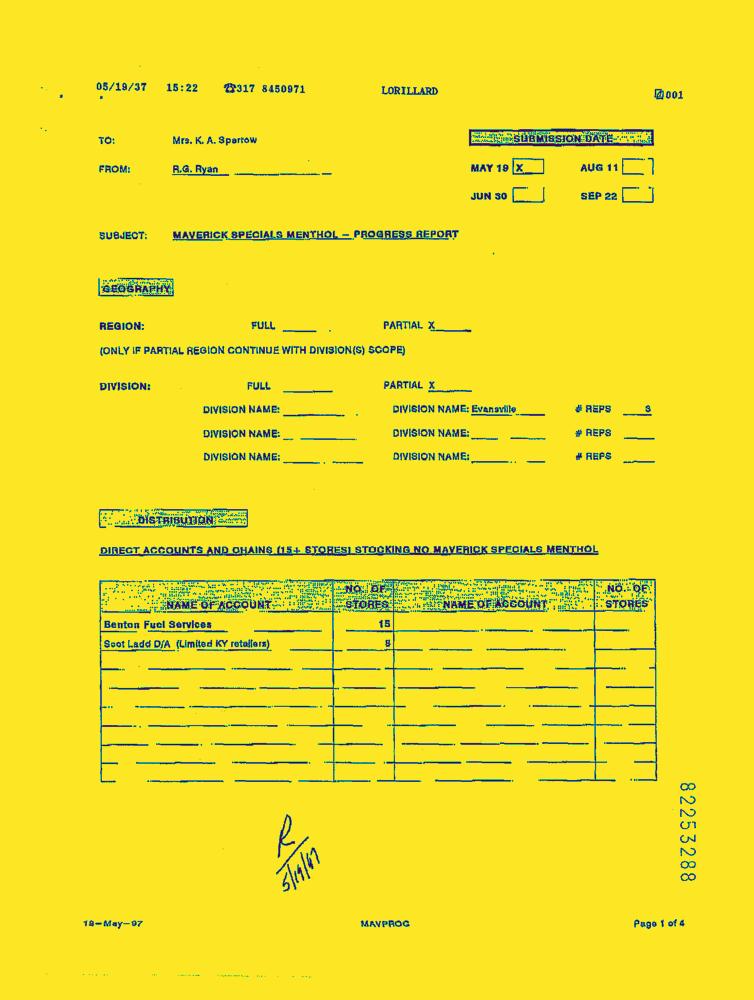 05/19/37 15:22 ☎317 8450971 LORILLARD 001
TO: Mrs. K. A. Sparrow
SUBMISSION DATE
FROM: R.G. Ryan
MAY 19 X AUG 11
JUN 30 SEP 22
SUBJECT: MAVERICK SPECIALS MENTHOL – PROGRESS REPORT
GEOGRAPHY
REGION: FULL PARTIAL X
(ONLY IF PARTIAL REGION CONTINUE WITH DIVISION(S) SCOPE)
DIVISION: FULL PARTIAL X
DIVISION NAME: DIVISION NAME: Evansville # REPS
DIVISION NAME: DIVISION NAME: # REPS
DIVISION NAME: DIVISION NAME: # REPS
DISTRIBUTION
DIRECT ACCOUNTS AND CHAINS (15+ STORES) STOCKING NO MAVERICK SPECIALS MENTHOL
NAME OF ACCOUNT NO. OF STORES NAME OF ACCOUNT NO. OF STORES
Benton Fuel Services 15
Scot Ladd D/A (Limited KY retailers)
R
5/19/97
82253288
19–May–97 MAVPROG Page 1 of 4